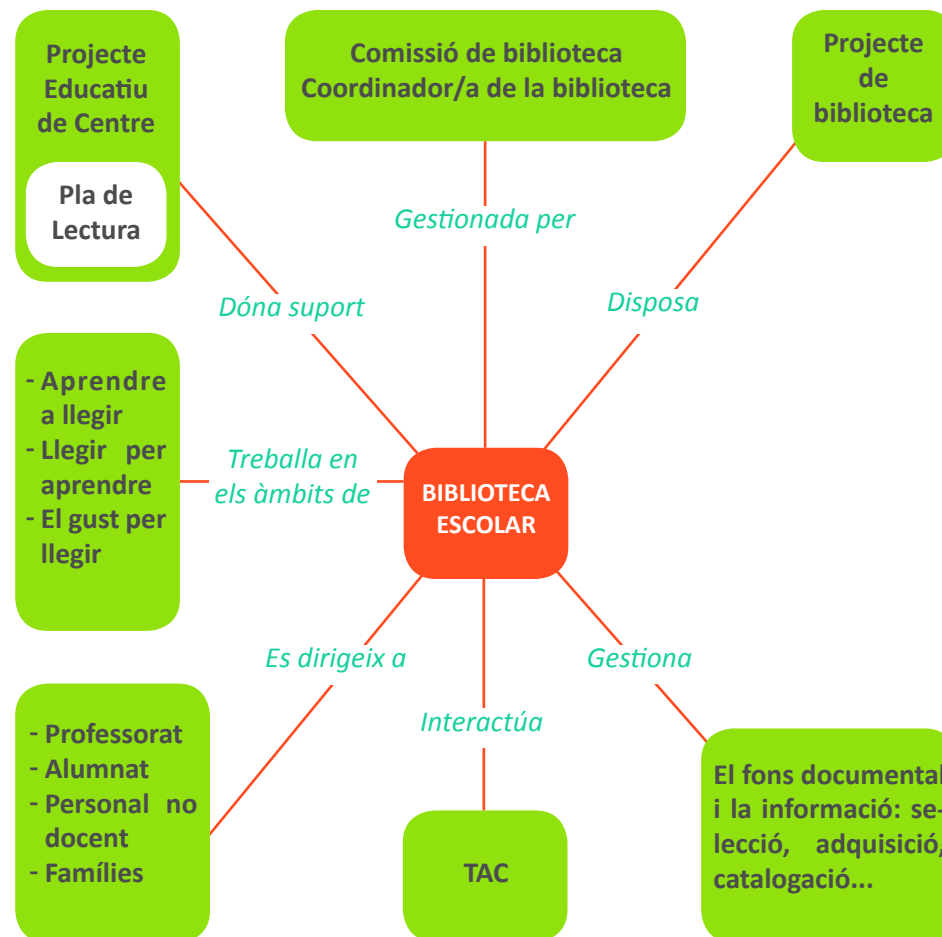 Projecte
Educatiu
de Centre
Pla de
Lectura
Comissió de biblioteca
Coordinador/a de la biblioteca
Projecte
de
biblioteca
Gestionada per
Dóna suport
Disposa
- Aprendre
a llegir
- Llegir per
aprendre
- El gust per
llegir
Treballa en
els àmbits de
BIBLIOTECA
ESCOLAR
Es dirigeix a
Gestiona
Interactúa
- Professorat
- Alumnat
- Personal no
docent
- Famílies
TAC
El fons documental
i la informació: se-
lecció, adquisició,
catalogació...